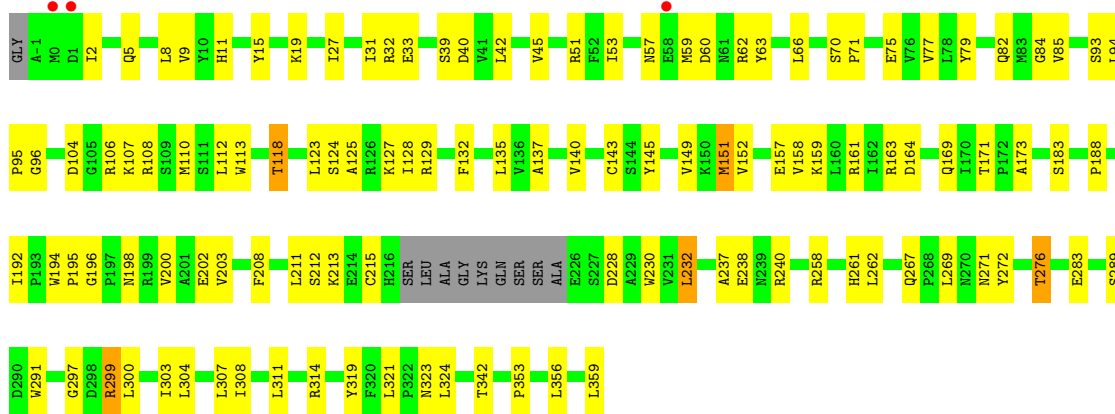 GLY A-1 M0 D1 I2 Q5 L8 V9 Y10 H11 Y15 K19 I27 I31 R32 E33 S39 D40 V41 L42 V45 R51 F52 I53 N57 E58 M59 D60 N61 R62 Y63 L66 S70 P71 E75 V76 V77 L78 Y79 Q82 M83 G84 V85 S93 L94
P95 G96 D104 G105 R106 K107 R108 S109 M110 S111 L112 W113 T118 L123 S124 A125 R126 K127 I128 R129 F132 L135 V136 A137 V140 C143 S144 Y145 V149 K150 M151 V152 E157 V158 K159 L160 R161 I162 R163 D164 Q169 I170 T171 P172 A173 S183 P188
I192 P193 W194 P195 G196 P197 N198 R199 V200 A201 E202 V203 F208 L211 S212 K213 E214 C215 H216 SER LEU ALA GLY LYS GLN SER SER ALA E226 S227 D228 A229 W230 V231 L232 A237 E238 N239 R240 R258 H261 L262 Q267 P268 L269 N270 N271 Y272 T276 E283 S289
D290 W291 G297 D298 R299 L300 I303 L304 L307 I308 L311 R314 Y319 F320 L321 P322 N323 L324 T342 P353 L356 L359